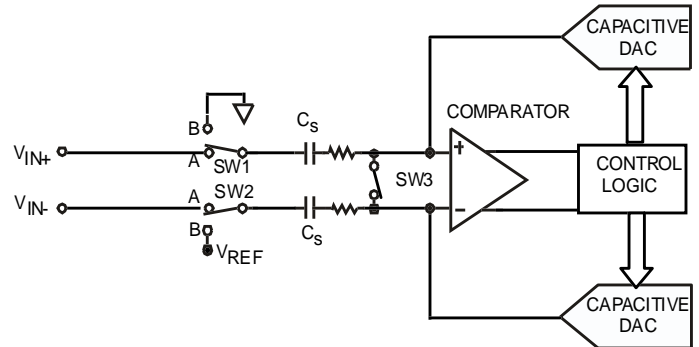 CAPACITIVE
DAC
COMPARATOR
B
CS
VIN+
A
SW1
+
CONTROL
LOGIC
SW3
VIN-
A
SW2
−
B
VREF
CS
CAPACITIVE
DAC